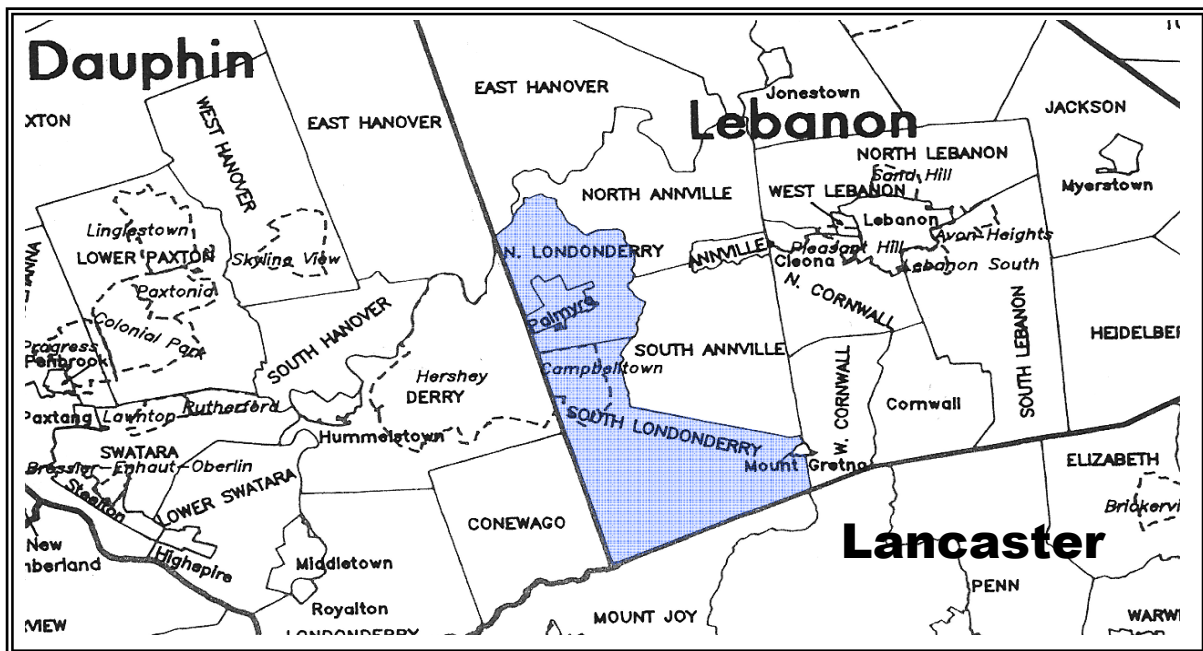 Dauphin
Lebanon
Lancaster
EAST HANOVER
Jonestown
JACKSON
XTON
WEST HANOVER
EAST HANOVER
NORTH LEBANON
Sand Hill
Myerstown
NORTH ANNVILLE
WEST LEBANON
Lebanon
Linglestown
LOWER PAXTON
Skyline View
N. LONDONDERRY
ANNVILLE
Pleasant Hill
Cleona
Avon-Heights
Lebanon South
Paxtonia
N. CORNWALL
Colonial Park
SOUTH HANOVER
Palmyra
Progress
Penbrook
SOUTH ANNVILLE
HEIDELBER
Campbelltown
Hershey
DERRY
W. CORNWALL
Cornwall
SOUTH LEBANON
Paxtang
Lawnton
Rutherford
Hummelstown
SOUTH LONDONDERRY
SWATARA
Mount Gretna
ELIZABETH
Bressler-Enhaut-Oberlin
Steelton
LOWER SWATARA
Brickervi
CONEWAGO
New
mberland
Highspire
Middletown
PENN
Royalton
MOUNT JOY
WARW
VIEW
LONDONDERRY